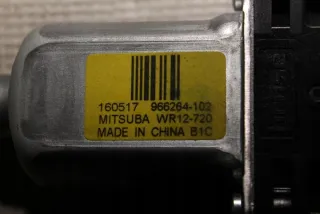 160517 966264-102
MITSUBA WR12-720
MADE IN CHINA B1C